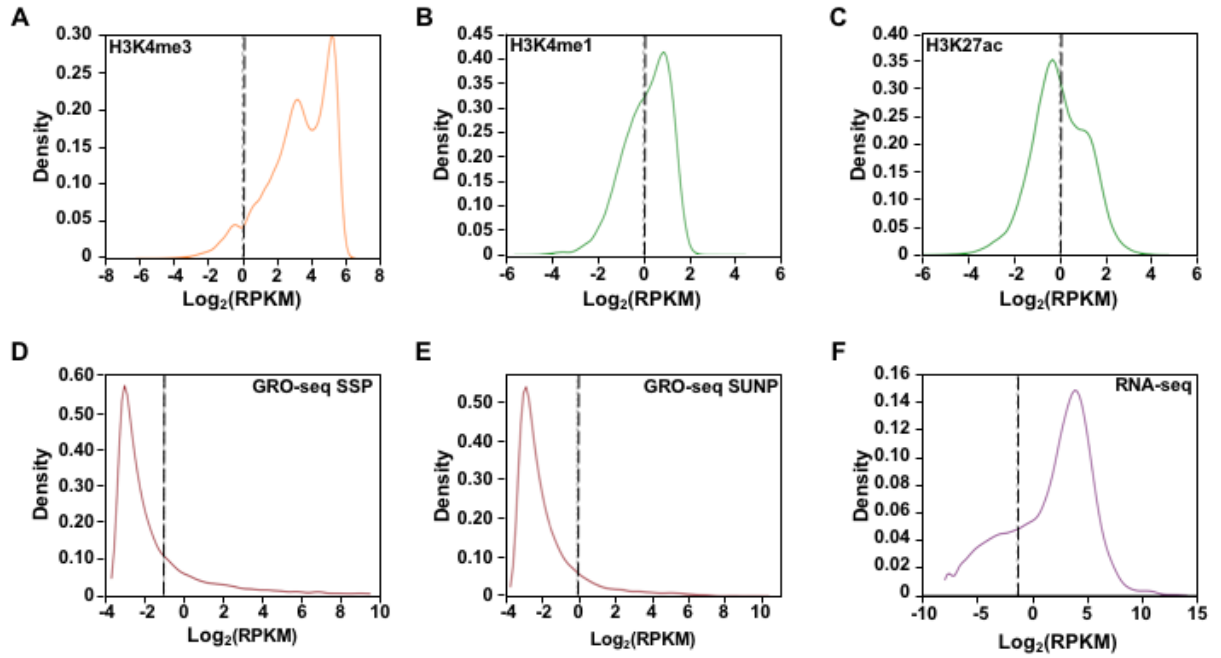 A
H3K4me3
0.30
0.25
0.20
0.15
0.10
0.05
0
Density
-8 -6 -4 -2 0 2 4 6 8
Log2(RPKM)
B
H3K4me1
0.45
0.40
0.35
0.30
0.25
0.20
0.15
0.10
0.05
0
Density
-6 -4 -2 0 2 4 6
Log2(RPKM)
C
H3K27ac
0.40
0.35
0.30
0.25
0.20
0.15
0.10
0.05
0.00
Density
-6 -4 -2 0 2 4 6
Log2(RPKM)
D
GRO-seq SSP
0.60
0.50
0.40
0.30
0.20
0.10
0
Density
-4 -2 0 2 4 6 8 10
Log2(RPKM)
E
GRO-seq SUNP
0.50
0.40
0.30
0.20
0.10
0
Density
-4 -2 0 2 4 6 8 10
Log2(RPKM)
F
RNA-seq
0.16
0.14
0.12
0.10
0.08
0.06
0.04
0.02
0
Density
-10 -5 0 5 10 15
Log2(RPKM)